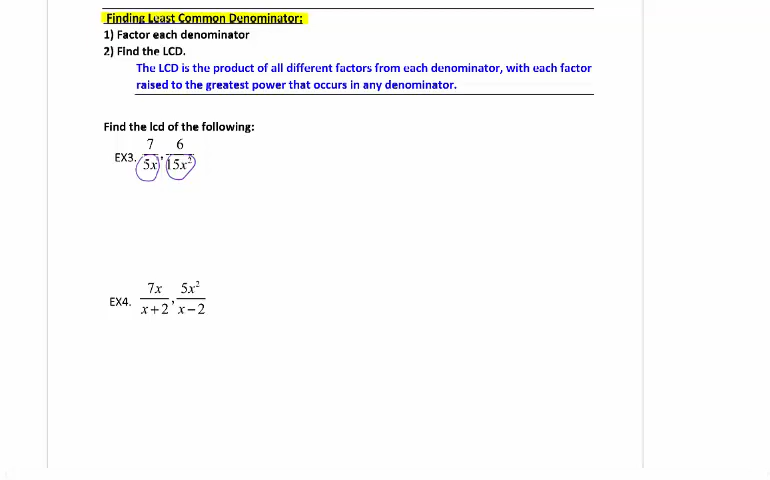 Finding Least Common Denominator:
1) Factor each denominator
2) Find the LCD.
The LCD is the product of all different factors from each denominator, with each factor
raised to the greatest power that occurs in any denominator.
Find the lcd of the following:
EX3. 7/5x, 6/15x²
EX4. 7x/x+2, 5x²/x−2